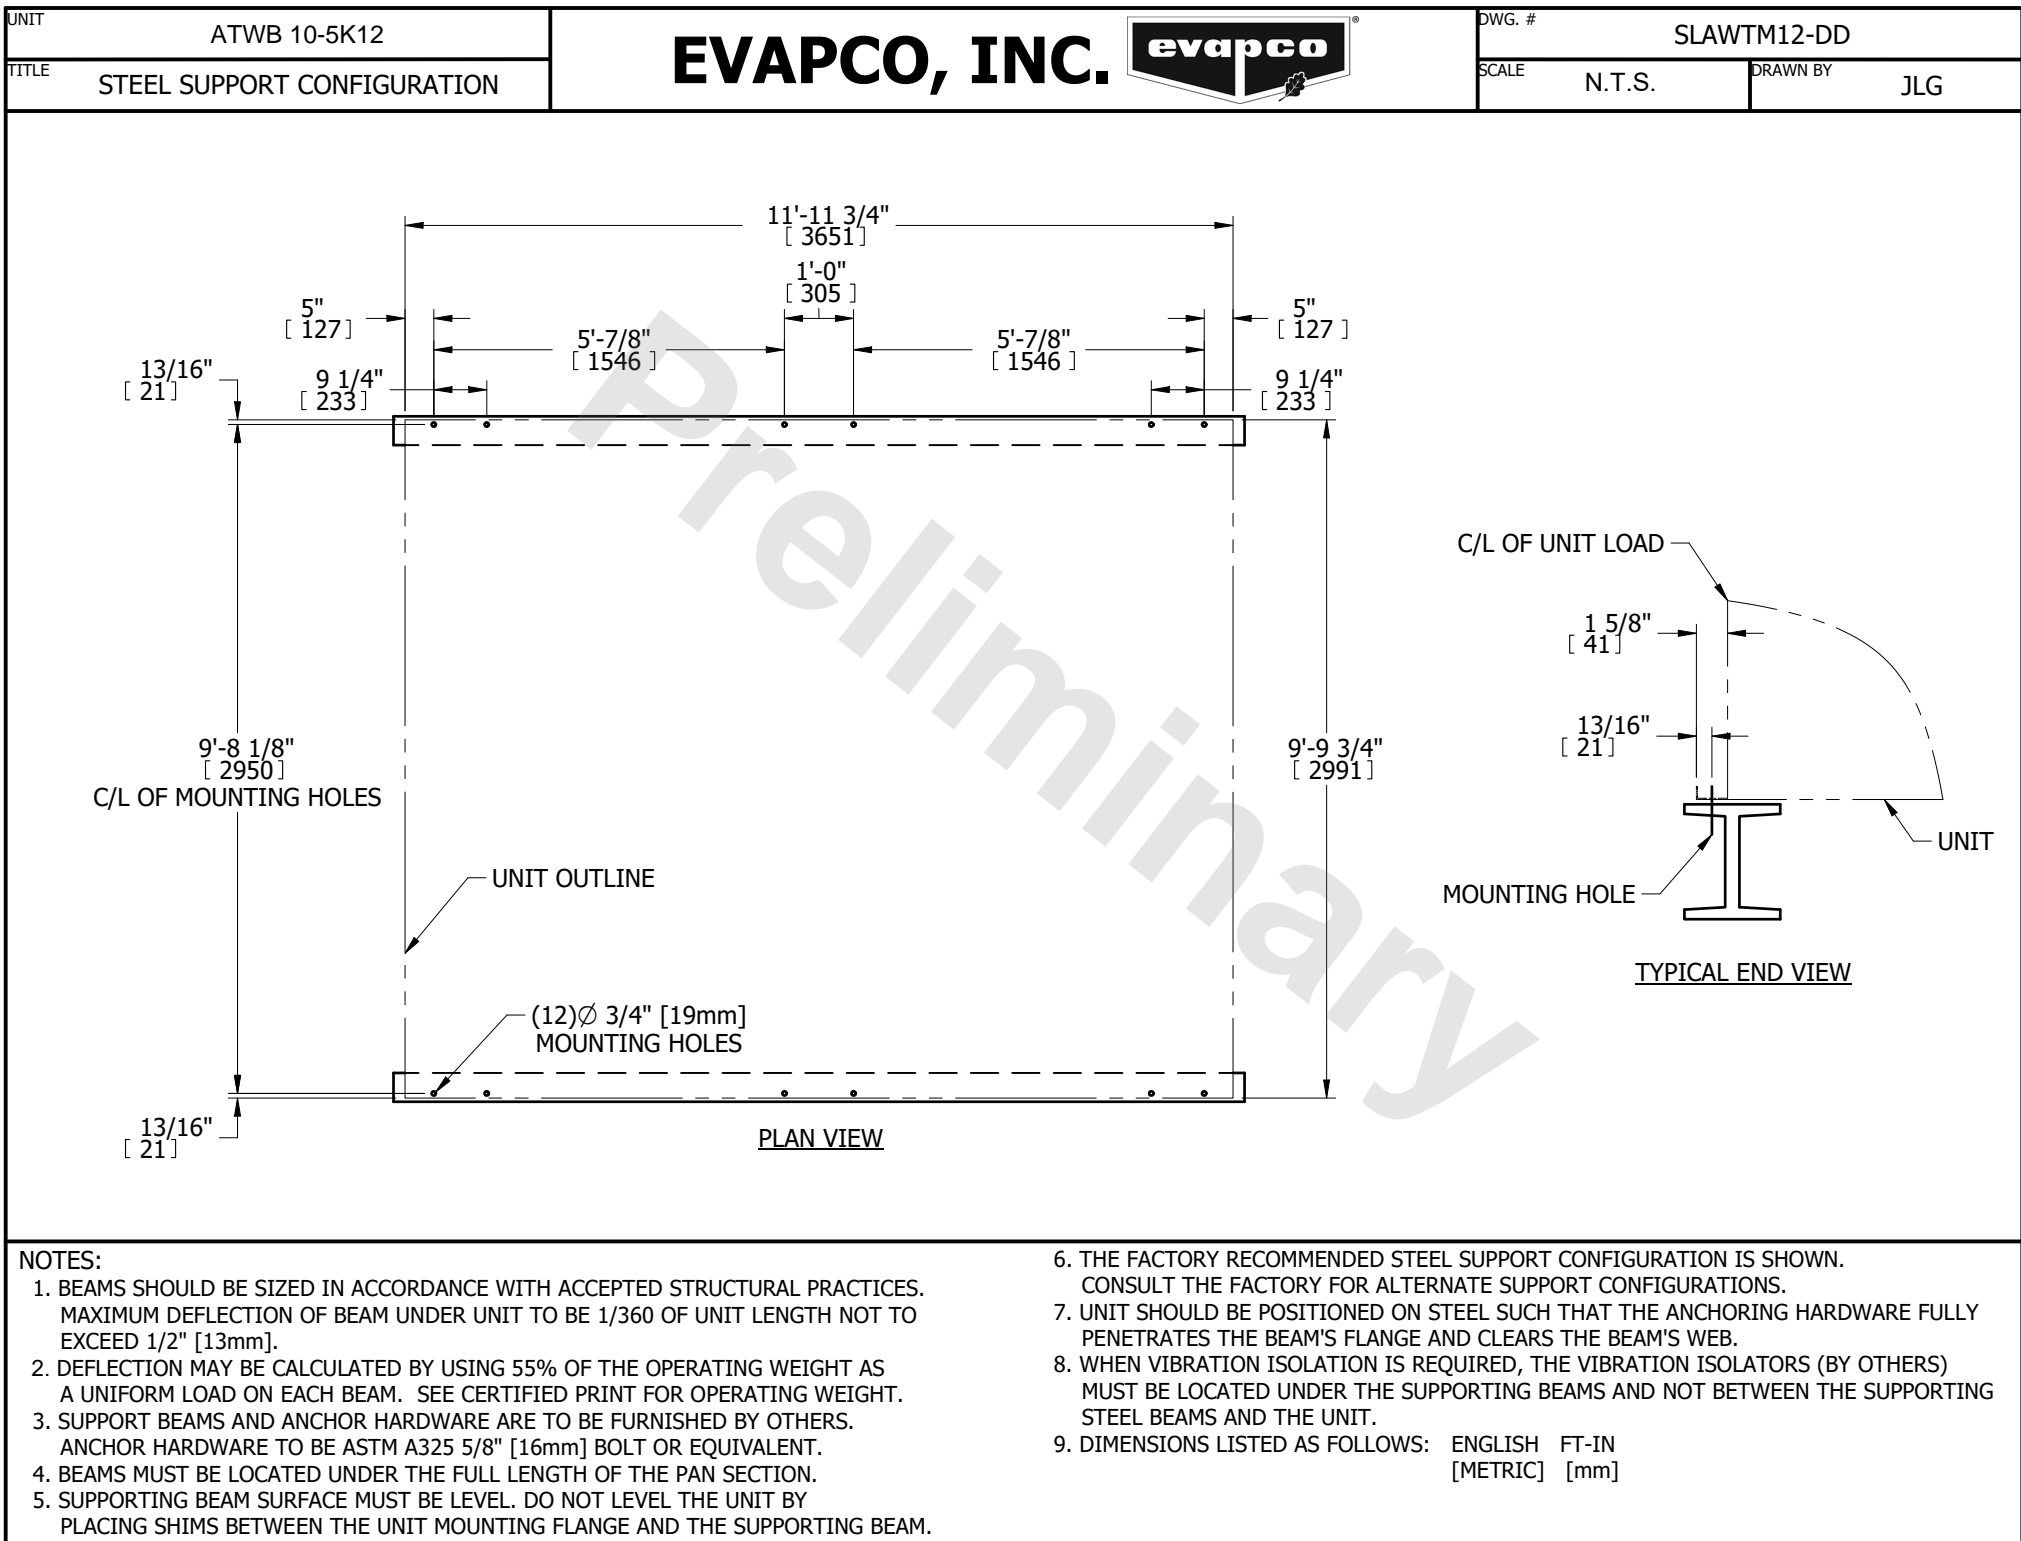 UNIT
ATWB 10-5K12
TITLE
STEEL SUPPORT CONFIGURATION
EVAPCO, INC.
evapco
®
DWG. #
SLAWTM12-DD
SCALE
N.T.S.
DRAWN BY
JLG
11'-11 3/4"
[ 3651 ]
1'-0"
[ 305 ]
5"
[ 127 ]
5"
[ 127 ]
5'-7/8"
[ 1546 ]
5'-7/8"
[ 1546 ]
13/16"
[ 21 ]
9 1/4"
[ 233 ]
9 1/4"
[ 233 ]
Preliminary
C/L OF UNIT LOAD
1 5/8"
[ 41 ]
13/16"
[ 21 ]
9'-8 1/8"
[ 2950 ]
C/L OF MOUNTING HOLES
9'-9 3/4"
[ 2991 ]
UNIT
UNIT OUTLINE
MOUNTING HOLE
TYPICAL END VIEW
(12)∅ 3/4" [19mm]
MOUNTING HOLES
13/16"
[ 21 ]
PLAN VIEW
NOTES:
1. BEAMS SHOULD BE SIZED IN ACCORDANCE WITH ACCEPTED STRUCTURAL PRACTICES.
MAXIMUM DEFLECTION OF BEAM UNDER UNIT TO BE 1/360 OF UNIT LENGTH NOT TO
EXCEED 1/2" [13mm].
2. DEFLECTION MAY BE CALCULATED BY USING 55% OF THE OPERATING WEIGHT AS
A UNIFORM LOAD ON EACH BEAM. SEE CERTIFIED PRINT FOR OPERATING WEIGHT.
3. SUPPORT BEAMS AND ANCHOR HARDWARE ARE TO BE FURNISHED BY OTHERS.
ANCHOR HARDWARE TO BE ASTM A325 5/8" [16mm] BOLT OR EQUIVALENT.
4. BEAMS MUST BE LOCATED UNDER THE FULL LENGTH OF THE PAN SECTION.
5. SUPPORTING BEAM SURFACE MUST BE LEVEL. DO NOT LEVEL THE UNIT BY
PLACING SHIMS BETWEEN THE UNIT MOUNTING FLANGE AND THE SUPPORTING BEAM.
6. THE FACTORY RECOMMENDED STEEL SUPPORT CONFIGURATION IS SHOWN.
CONSULT THE FACTORY FOR ALTERNATE SUPPORT CONFIGURATIONS.
7. UNIT SHOULD BE POSITIONED ON STEEL SUCH THAT THE ANCHORING HARDWARE FULLY
PENETRATES THE BEAM'S FLANGE AND CLEARS THE BEAM'S WEB.
8. WHEN VIBRATION ISOLATION IS REQUIRED, THE VIBRATION ISOLATORS (BY OTHERS)
MUST BE LOCATED UNDER THE SUPPORTING BEAMS AND NOT BETWEEN THE SUPPORTING
STEEL BEAMS AND THE UNIT.
9. DIMENSIONS LISTED AS FOLLOWS: ENGLISH FT-IN
[METRIC] [mm]